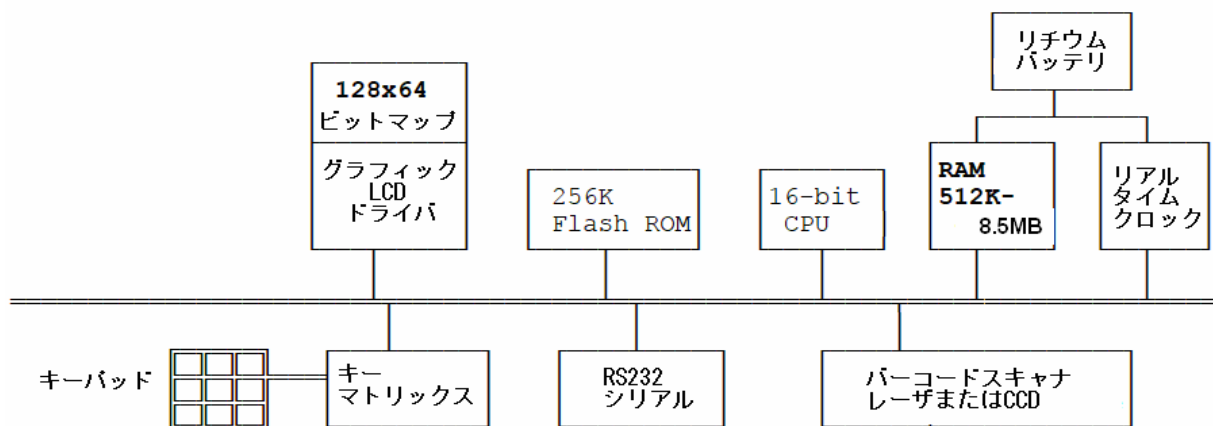 リチウム
バッテリ
128x64
ビットマップ
グラフィック
LCD
ドライバ
256K
Flash ROM
16-bit
CPU
RAM
512K-
8.5MB
リアル
タイム
クロック
キーパッド
キー
マトリックス
RS232
シリアル
バーコードスキャナ
レーザまたはCCD